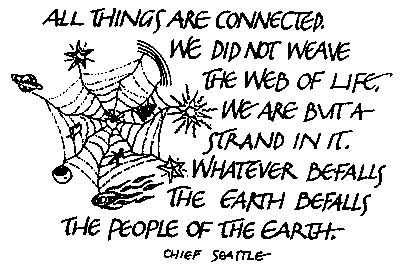 ALL THINGS ARE CONNECTED.
WE DID NOT WEAVE
THE WEB OF LIFE,
WE ARE BUT A
STRAND IN IT.
WHATEVER BEFALLS
THE EARTH BEFALLS
THE PEOPLE OF THE EARTH.
CHIEF SEATTLE